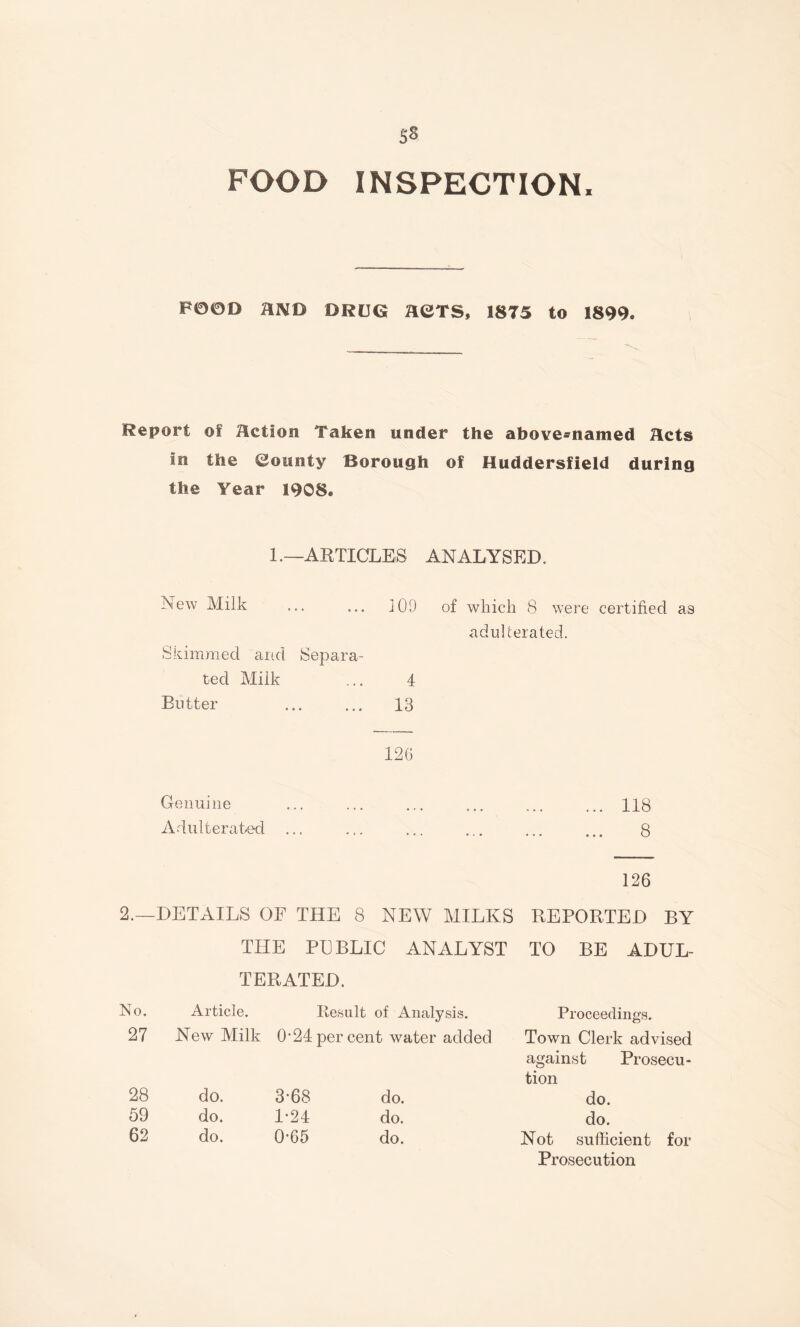 58
FOOD INSPECTION.
FOOD AND DRUG ACTS, 1875 to 1899.
Report of Action Taken under the above-named Acts
in the County Borough of Huddersfield during
the Year 1908.
1.—ARTICLES ANALYSED.
New Milk ... ... 109 of which 8 were certified as
adulterated.
Skimmed and Separa-
ted Milk ... 4
Butter ... ... 13
126
Genuine ... ... ... ... ... ... 118
Adulterated ... ... ... ... ... ... 8
126
2.—DETAILS OF THE 8 NEW MILKS REPORTED BY
THE PUBLIC ANALYST TO BE ADUL-
TERATED.
No. Article. Result of Analysis. Proceedings.
27 New Milk 0·24 per cent water added Town Clerk advised
against Prosecu-
tion
28 do. 3·68 do. do.
59 do. 1·24 do. do.
62 do. 0·65 do. Not sufficient for
Prosecution